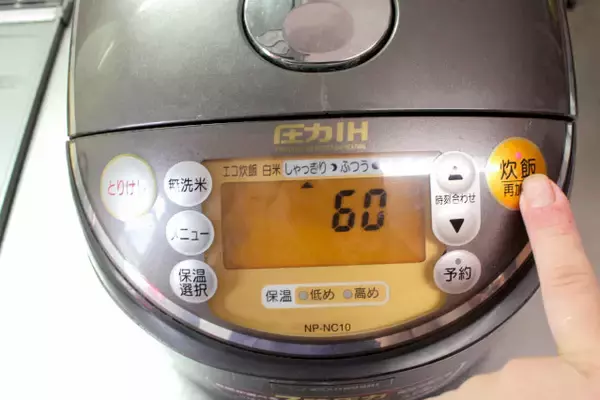 圧力IH
エコ炊飯 白米 しゃっきり ふつう
とりけし
無洗米
メニュー
保温
選択
60
時刻合わせ
予約
炊飯
再加
保温 低め 高め
NP-NC10